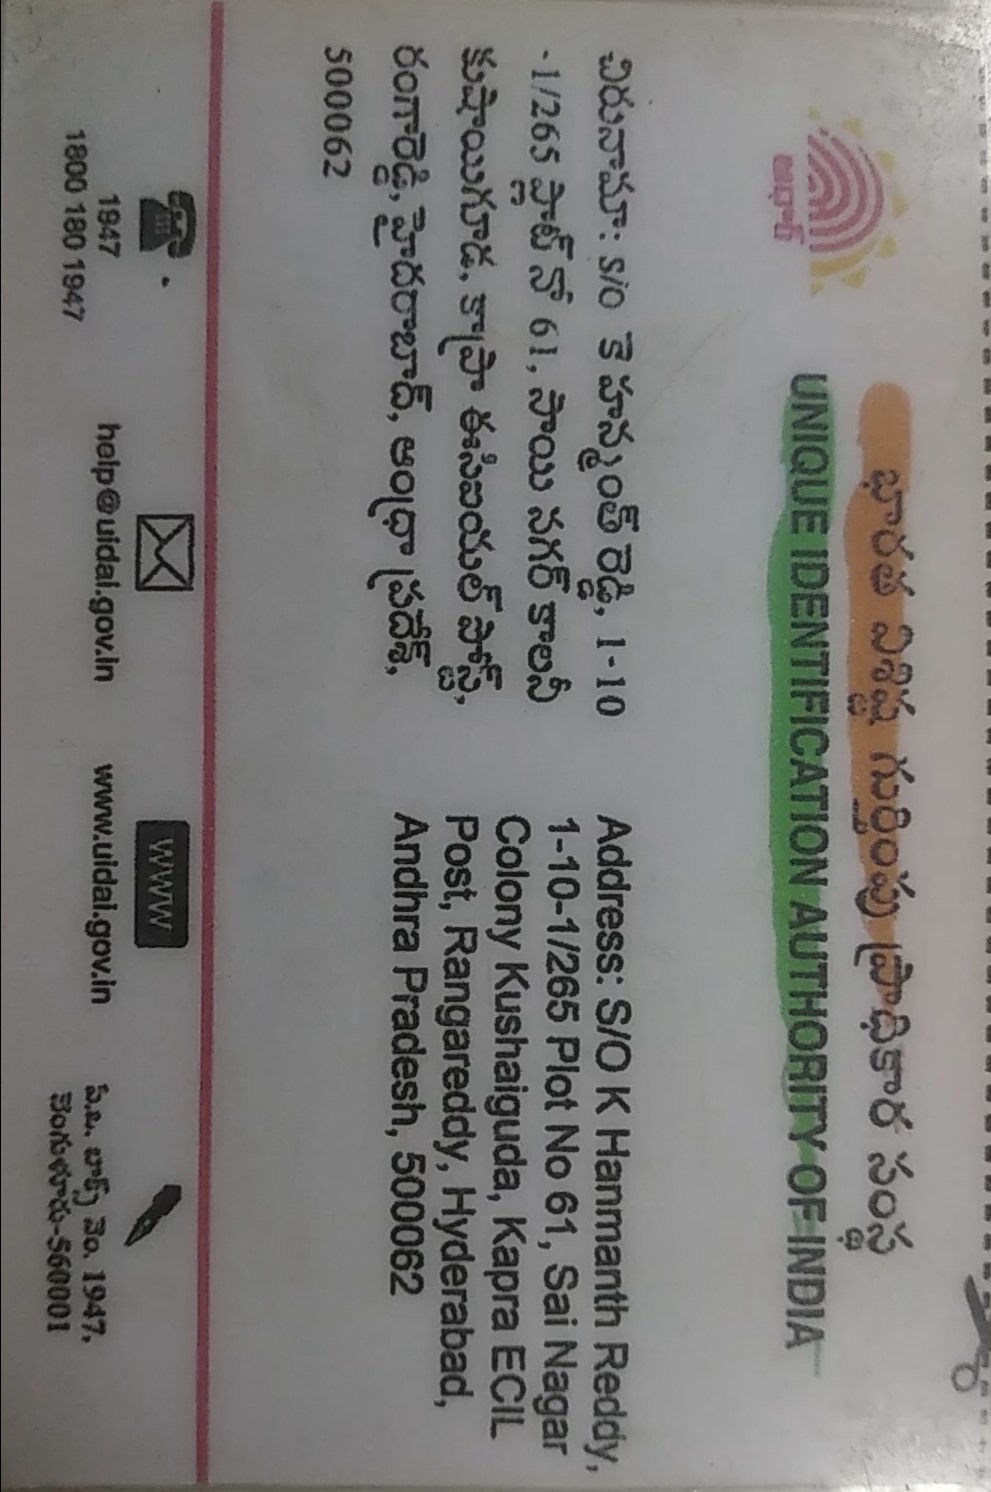 భారత విశిష్ట గుర్తింపు ప్రాధికార సంస్థ
UNIQUE IDENTIFICATION AUTHORITY OF INDIA
ఆధార్
చిరునామా: S/O కె హన్మంత్ రెడ్డి, 1-10
-1/265 ప్లాట్ నో 61, సాయి నగర్ కాలనీ
కుషాయిగూడ, కాప్రా ఈసిఐయల్ పోస్ట్,
రంగారెడ్డి, హైదరాబాద్, ఆంధ్రా ప్రదేశ్,
500062
Address: S/O K Hanmanth Reddy,
1-10-1/265 Plot No 61, Sai Nagar
Colony Kushaiguda, Kapra ECIL
Post, Rangareddy, Hyderabad,
Andhra Pradesh, 500062
1947
1800 180 1947
help@uidai.gov.in
WWW
www.uidai.gov.in
పి.బి. బాక్స్ నెం. 1947,
బెంగుళూరు-560001